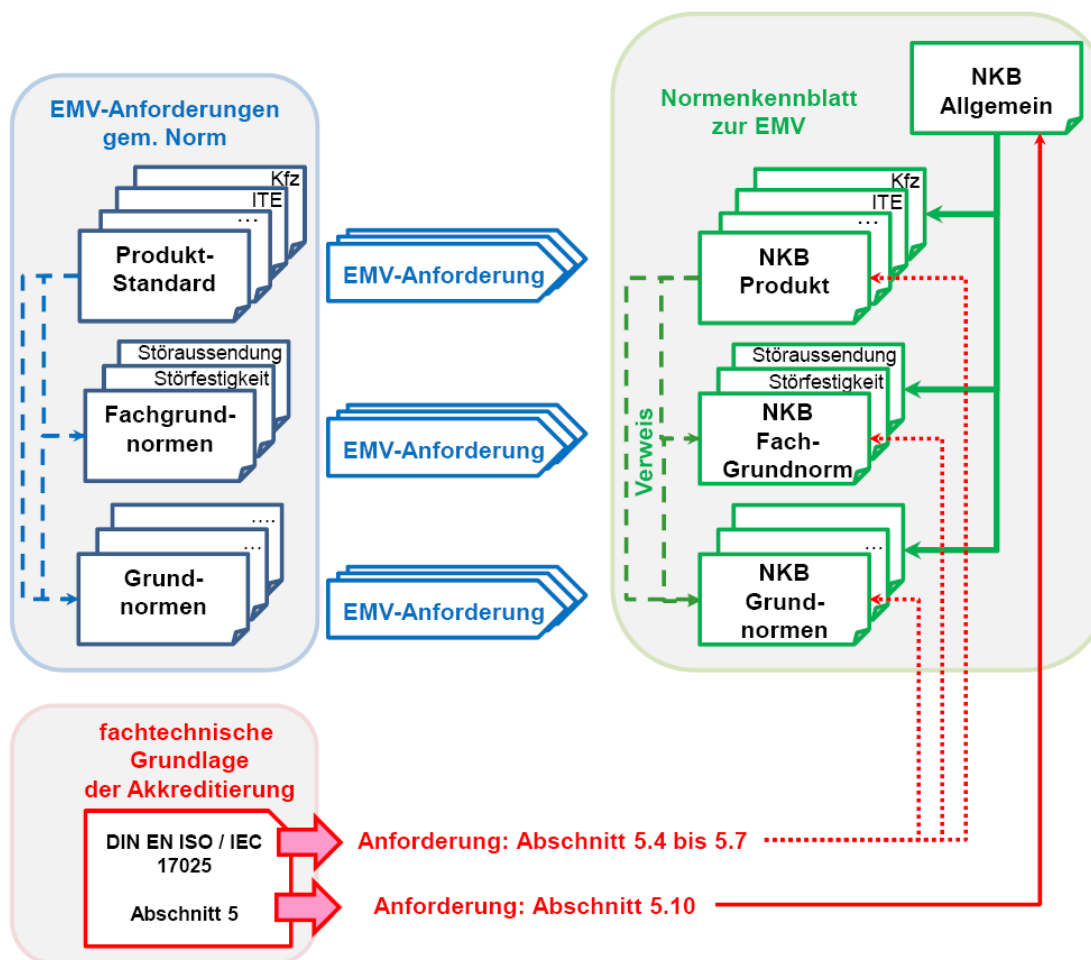 EMV-Anforderungen
gem. Norm
Kfz
ITE
...
Produkt-
Standard
Störaussendung
Störfestigkeit
Fachgrund-
normen
....
...
Grund-
normen
EMV-Anforderung
EMV-Anforderung
EMV-Anforderung
Normenkennblatt
zur EMV
NKB
Allgemein
Kfz
ITE
...
NKB
Produkt
Störaussendung
Störfestigkeit
NKB
Fach-
Grundnorm
Verweis
...
NKB
Grund-
normen
fachtechnische
Grundlage
der Akkreditierung
DIN EN ISO / IEC
17025
Abschnitt 5
Anforderung: Abschnitt 5.4 bis 5.7
Anforderung: Abschnitt 5.10